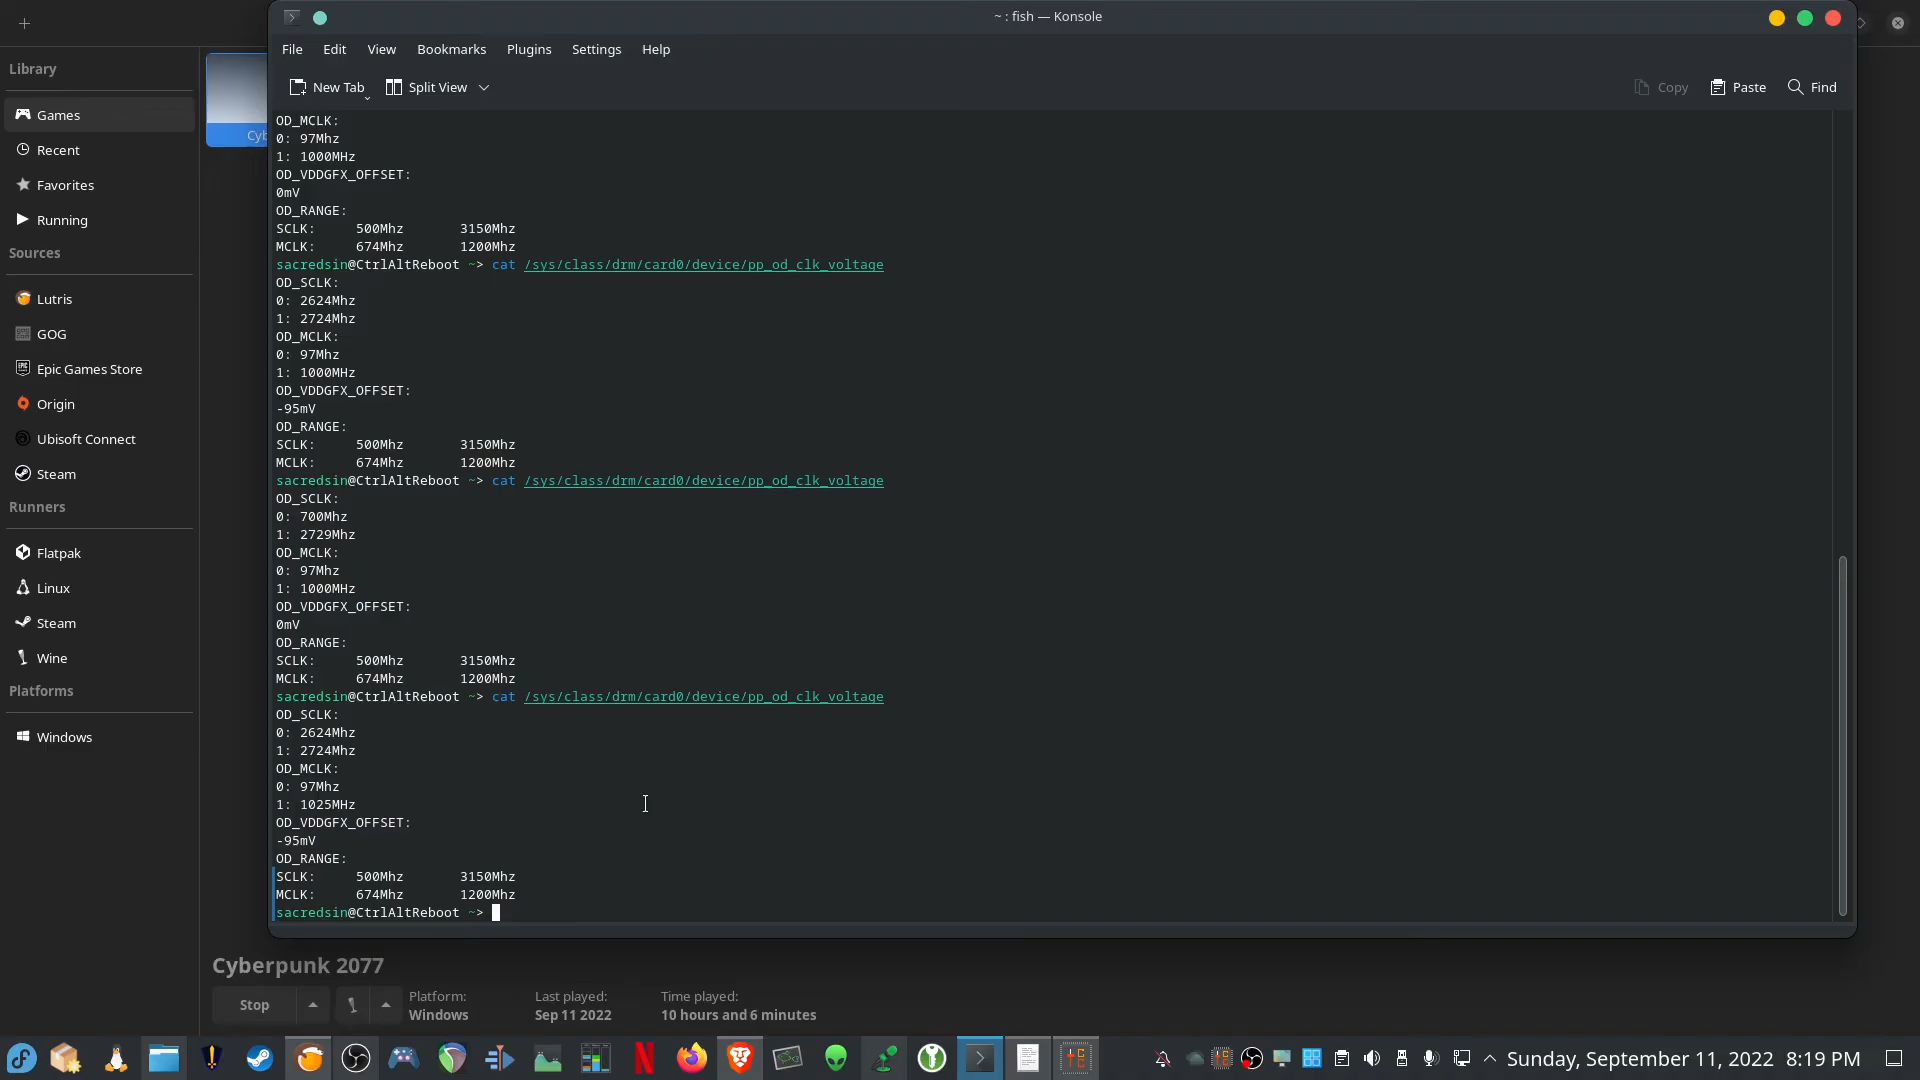 ~ : fish — Konsole
File Edit View Bookmarks Plugins Settings Help
New Tab Split View Copy Paste Find
Library
Games
Recent
Favorites
Running
Sources
Lutris
GOG
Epic Games Store
Origin
Ubisoft Connect
Steam
Runners
Flatpak
Linux
Steam
Wine
Platforms
Windows
Cyb
OD_MCLK:
0: 97Mhz
1: 1000MHz
OD_VDDGFX_OFFSET:
0mV
OD_RANGE:
SCLK: 500Mhz 3150Mhz
MCLK: 674Mhz 1200Mhz
sacredsin@CtrlAltReboot ~> cat /sys/class/drm/card0/device/pp_od_clk_voltage
OD_SCLK:
0: 2624Mhz
1: 2724Mhz
OD_MCLK:
0: 97Mhz
1: 1000MHz
OD_VDDGFX_OFFSET:
-95mV
OD_RANGE:
SCLK: 500Mhz 3150Mhz
MCLK: 674Mhz 1200Mhz
sacredsin@CtrlAltReboot ~> cat /sys/class/drm/card0/device/pp_od_clk_voltage
OD_SCLK:
0: 700Mhz
1: 2729Mhz
OD_MCLK:
0: 97Mhz
1: 1000MHz
OD_VDDGFX_OFFSET:
0mV
OD_RANGE:
SCLK: 500Mhz 3150Mhz
MCLK: 674Mhz 1200Mhz
sacredsin@CtrlAltReboot ~> cat /sys/class/drm/card0/device/pp_od_clk_voltage
OD_SCLK:
0: 2624Mhz
1: 2724Mhz
OD_MCLK:
0: 97Mhz
1: 1025MHz
OD_VDDGFX_OFFSET:
-95mV
OD_RANGE:
SCLK: 500Mhz 3150Mhz
MCLK: 674Mhz 1200Mhz
sacredsin@CtrlAltReboot ~>
Cyberpunk 2077
Stop
Platform:
Windows
Last played:
Sep 11 2022
Time played:
10 hours and 6 minutes
Sunday, September 11, 2022 8:19 PM